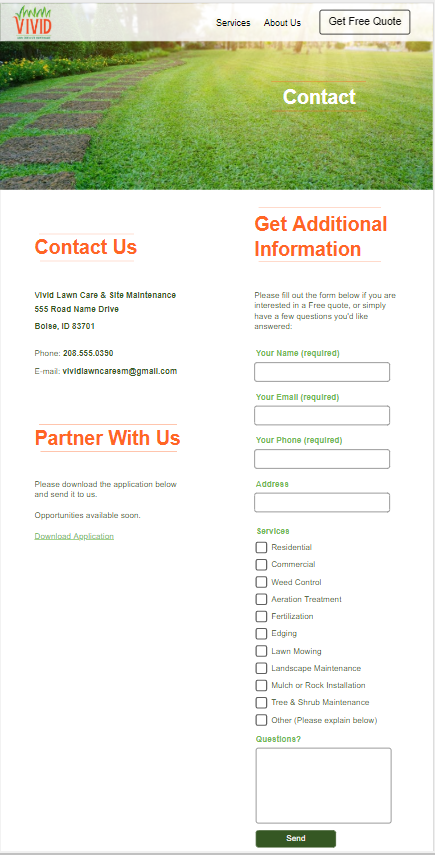 VIVID
Services
About Us
Get Free Quote
Contact
Contact Us
Vivid Lawn Care & Site Maintenance
555 Road Name Drive
Boise, ID 83701
Phone: 208.555.0390
E-mail: vividlawncaresm@gmail.com
Partner With Us
Please download the application below
and send it to us.
Opportunities available soon.
Download Application
Get Additional
Information
Please fill out the form below if you are
interested in a Free quote, or simply
have a few questions you'd like
answered:
Your Name (required)
Your Email (required)
Your Phone (required)
Address
Services
Residential
Commercial
Weed Control
Aeration Treatment
Fertilization
Edging
Lawn Mowing
Landscape Maintenance
Mulch or Rock Installation
Tree & Shrub Maintenance
Other (Please explain below)
Questions?
Send